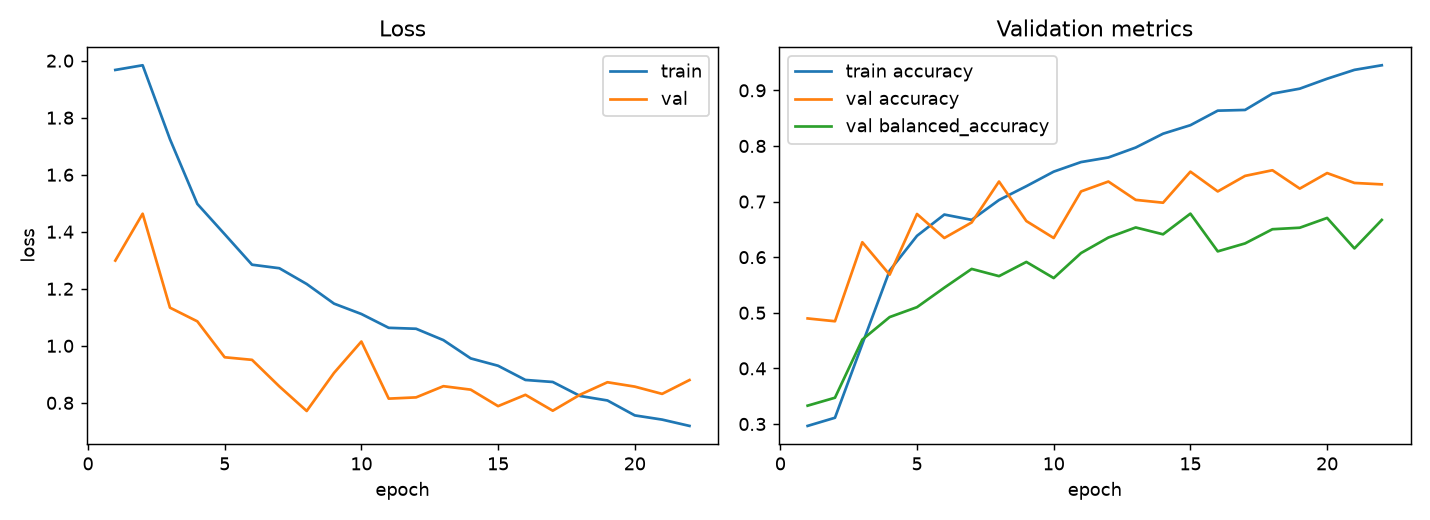 Loss
2.0
1.8
1.6
1.4
1.2
1.0
0.8
loss
0
5
10
15
20
epoch
train
val
Validation metrics
0.9
0.8
0.7
0.6
0.5
0.4
0.3
0
5
10
15
20
epoch
train accuracy
val accuracy
val balanced_accuracy